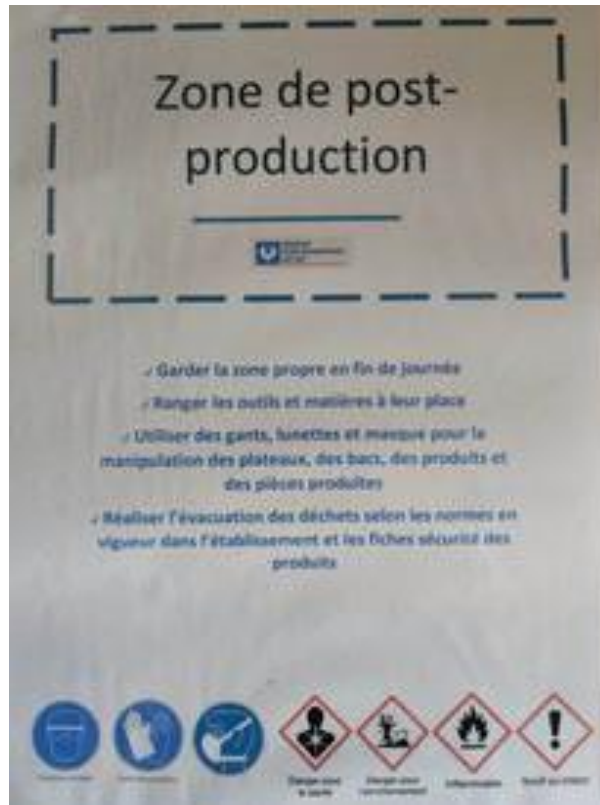 Zone de post-
production
✓ Garder la zone propre en fin de journée
✓ Ranger les outils et matières à leur place
✓ Utiliser des gants, lunettes et masque pour la
manipulation des plateaux, des bacs, des produits et
des pièces produites
✓ Réaliser l'évacuation des déchets selon les normes en
vigueur dans l'établissement et les fiches sécurité des
produits
Danger pour
la santé
Danger pour
l'environnement
Inflammable